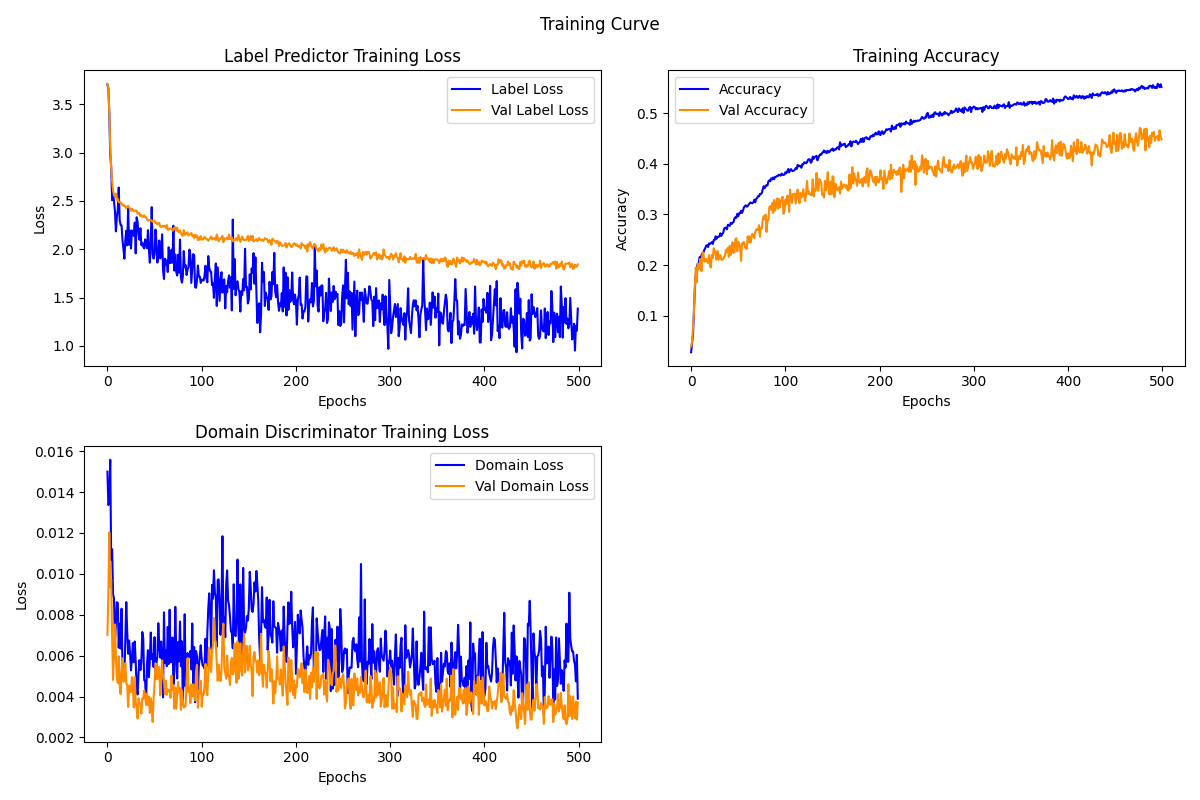 Training Curve
Label Predictor Training Loss
Training Accuracy
Label Loss
Val Label Loss
Accuracy
Val Accuracy
3.5
3.0
2.5
2.0
1.5
1.0
Loss
0.5
0.4
0.3
0.2
0.1
Accuracy
0 100 200 300 400 500
Epochs
0 100 200 300 400 500
Epochs
Domain Discriminator Training Loss
Domain Loss
Val Domain Loss
0.016
0.014
0.012
0.010
0.008
0.006
0.004
0.002
Loss
0 100 200 300 400 500
Epochs